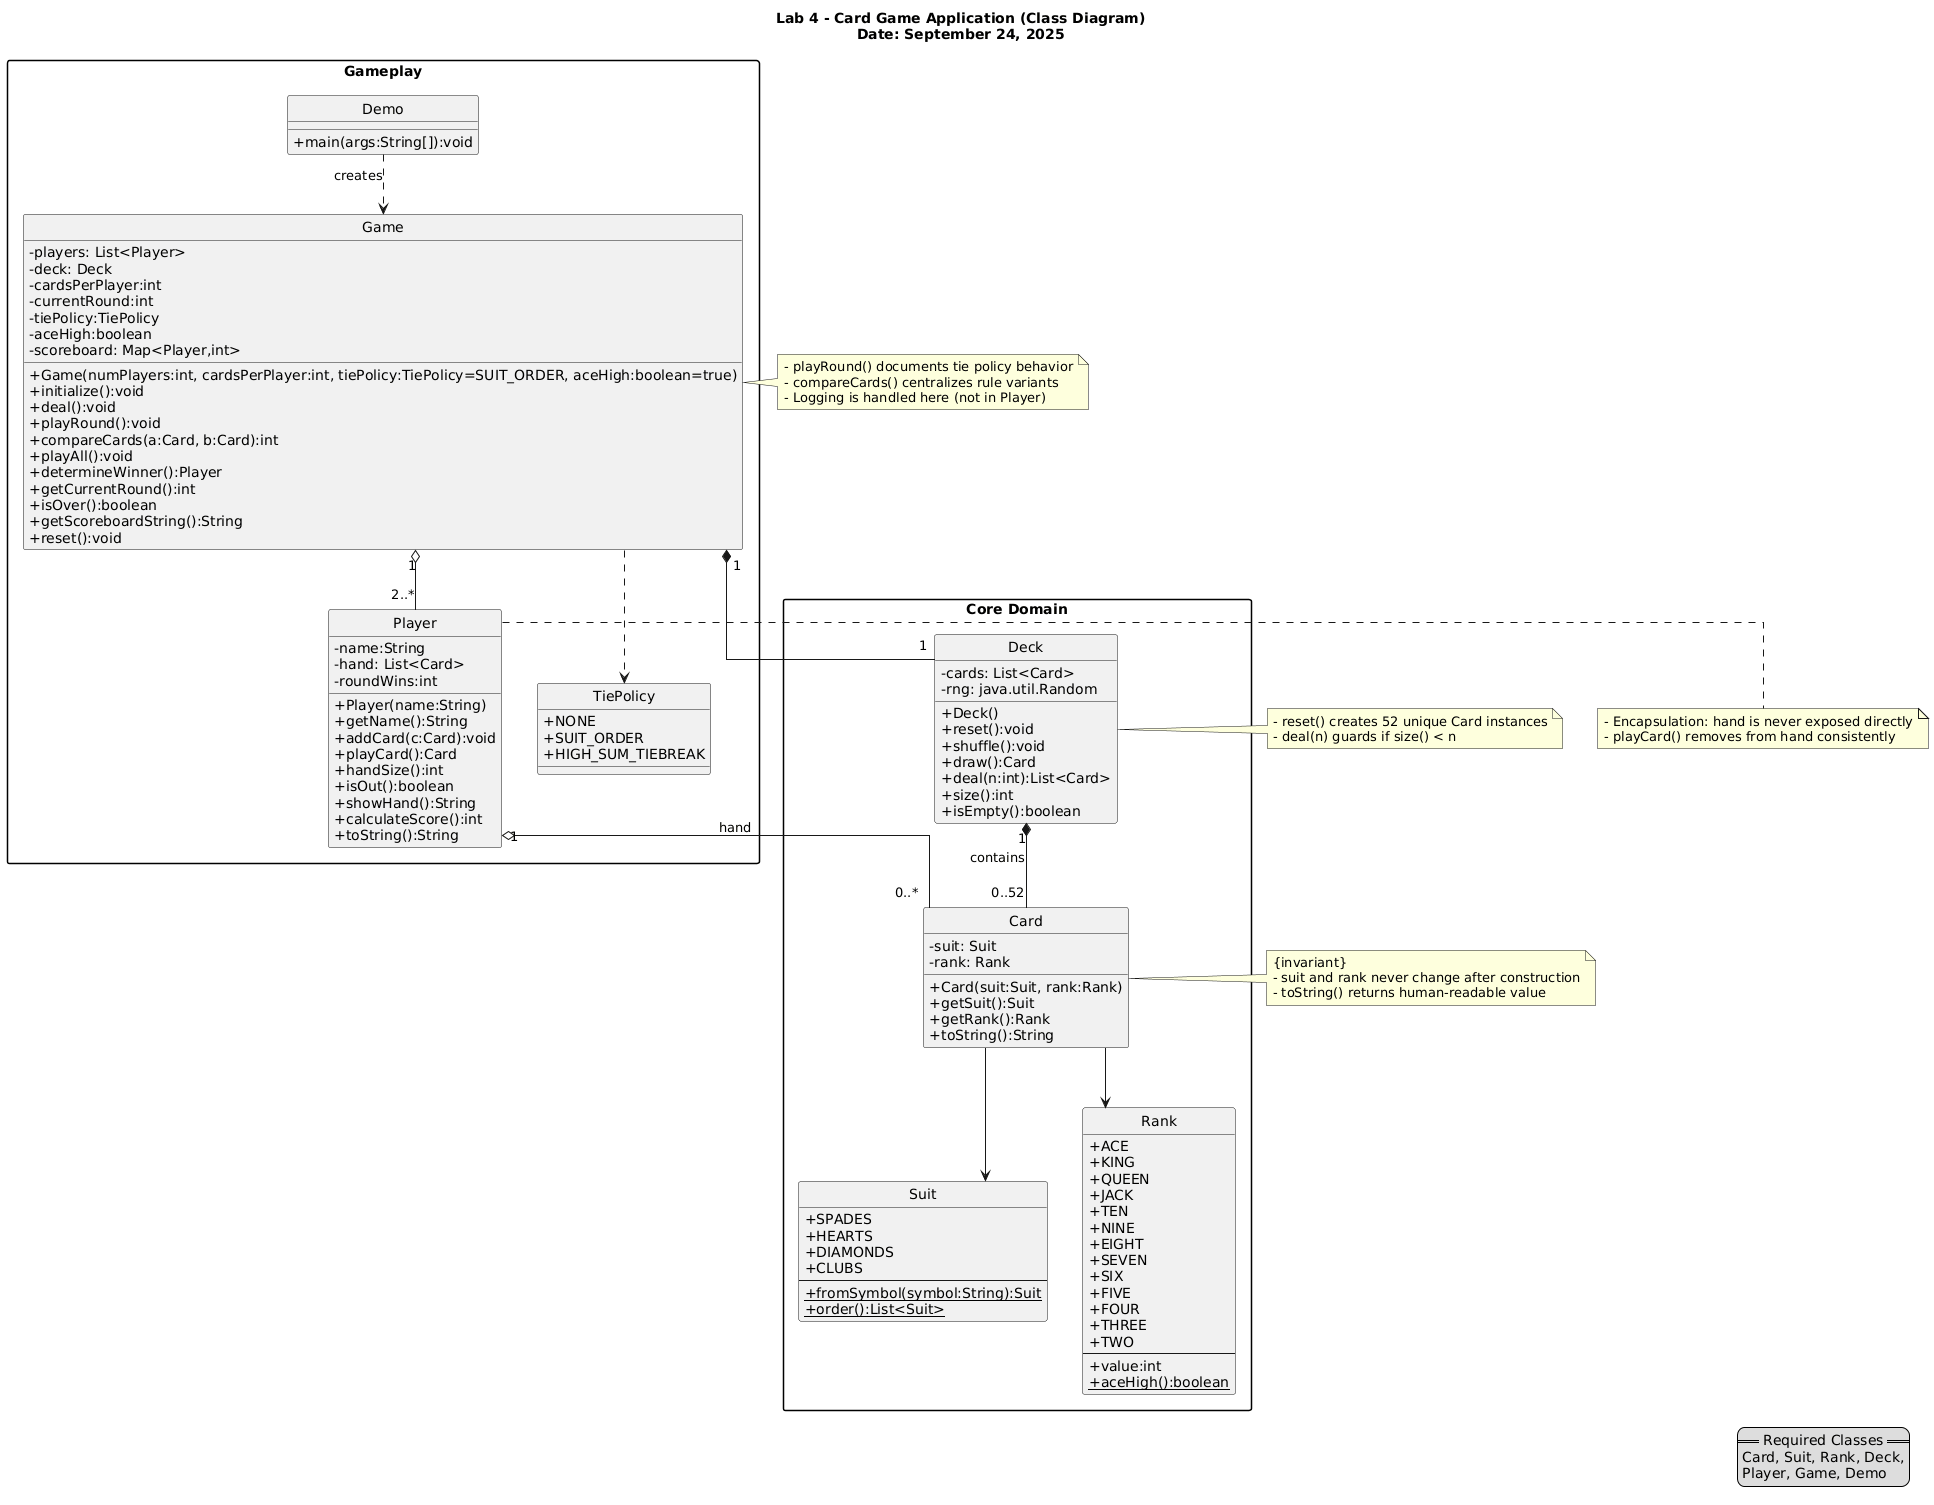 Lab 4 - Card Game Application (Class Diagram)
Date: September 24, 2025
Gameplay
Demo
+main(args:String[]):void
creates
Game
-players: List<Player>
-deck: Deck
-cardsPerPlayer:int
-currentRound:int
-tiePolicy:TiePolicy
-aceHigh:boolean
-scoreboard: Map<Player,int>
+Game(numPlayers:int, cardsPerPlayer:int, tiePolicy:TiePolicy=SUIT_ORDER, aceHigh:boolean=true)
+initialize():void
+deal():void
+playRound():void
+compareCards(a:Card, b:Card):int
+playAll():void
+determineWinner():Player
+getCurrentRound():int
+isOver():boolean
+getScoreboardString():String
+reset():void
- playRound() documents tie policy behavior
- compareCards() centralizes rule variants
- Logging is handled here (not in Player)
1
1
2..*
Player
-name:String
-hand: List<Card>
-roundWins:int
+Player(name:String)
+getName():String
+addCard(c:Card):void
+playCard():Card
+handSize():int
+isOut():boolean
+showHand():String
+calculateScore():int
+toString():String
TiePolicy
+NONE
+SUIT_ORDER
+HIGH_SUM_TIEBREAK
hand
1
Core Domain
1
Deck
-cards: List<Card>
-rng: java.util.Random
+Deck()
+reset():void
+shuffle():void
+draw():Card
+deal(n:int):List<Card>
+size():int
+isEmpty():boolean
- reset() creates 52 unique Card instances
- deal(n) guards if size() < n
- Encapsulation: hand is never exposed directly
- playCard() removes from hand consistently
1
contains
0..*
0..52
Card
-suit: Suit
-rank: Rank
+Card(suit:Suit, rank:Rank)
+getSuit():Suit
+getRank():Rank
+toString():String
{invariant}
- suit and rank never change after construction
- toString() returns human-readable value
Suit
+SPADES
+HEARTS
+DIAMONDS
+CLUBS
+fromSymbol(symbol:String):Suit
+order():List<Suit>
Rank
+ACE
+KING
+QUEEN
+JACK
+TEN
+NINE
+EIGHT
+SEVEN
+SIX
+FIVE
+FOUR
+THREE
+TWO
+value:int
+aceHigh():boolean
Required Classes
Card, Suit, Rank, Deck,
Player, Game, Demo